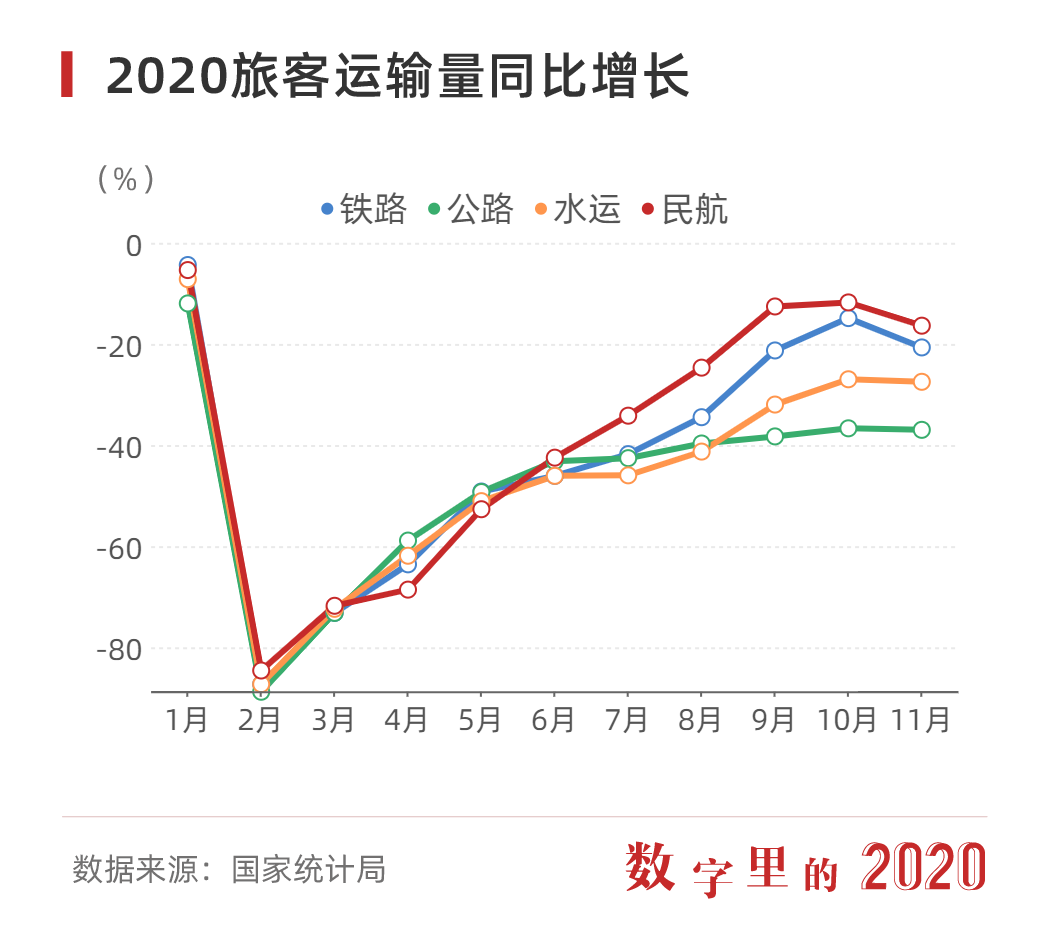 2020旅客运输量同比增长
(%)
铁路 公路 水运 民航
0
-20
-40
-60
-80
1月 2月 3月 4月 5月 6月 7月 8月 9月 10月 11月
数据来源：国家统计局
数字里的2020